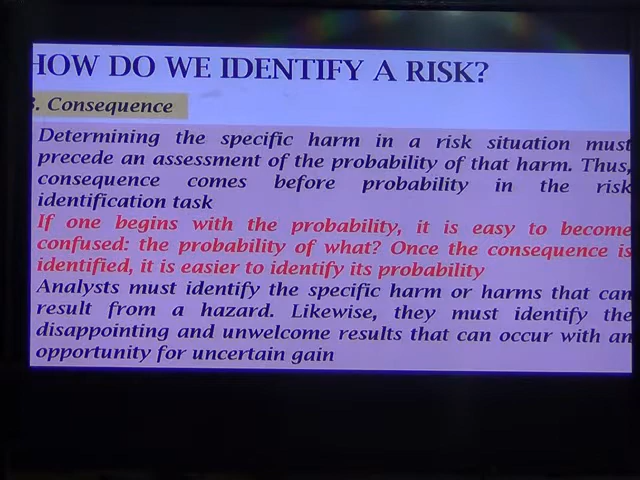 HOW DO WE IDENTIFY A RISK?
3. Consequence
Determining the specific harm in a risk situation must
precede an assessment of the probability of that harm. Thus,
consequence comes before probability in the risk
identification task
If one begins with the probability, it is easy to become
confused: the probability of what? Once the consequence is
identified, it is easier to identify its probability
Analysts must identify the specific harm or harms that can
result from a hazard. Likewise, they must identify the
disappointing and unwelcome results that can occur with an
opportunity for uncertain gain